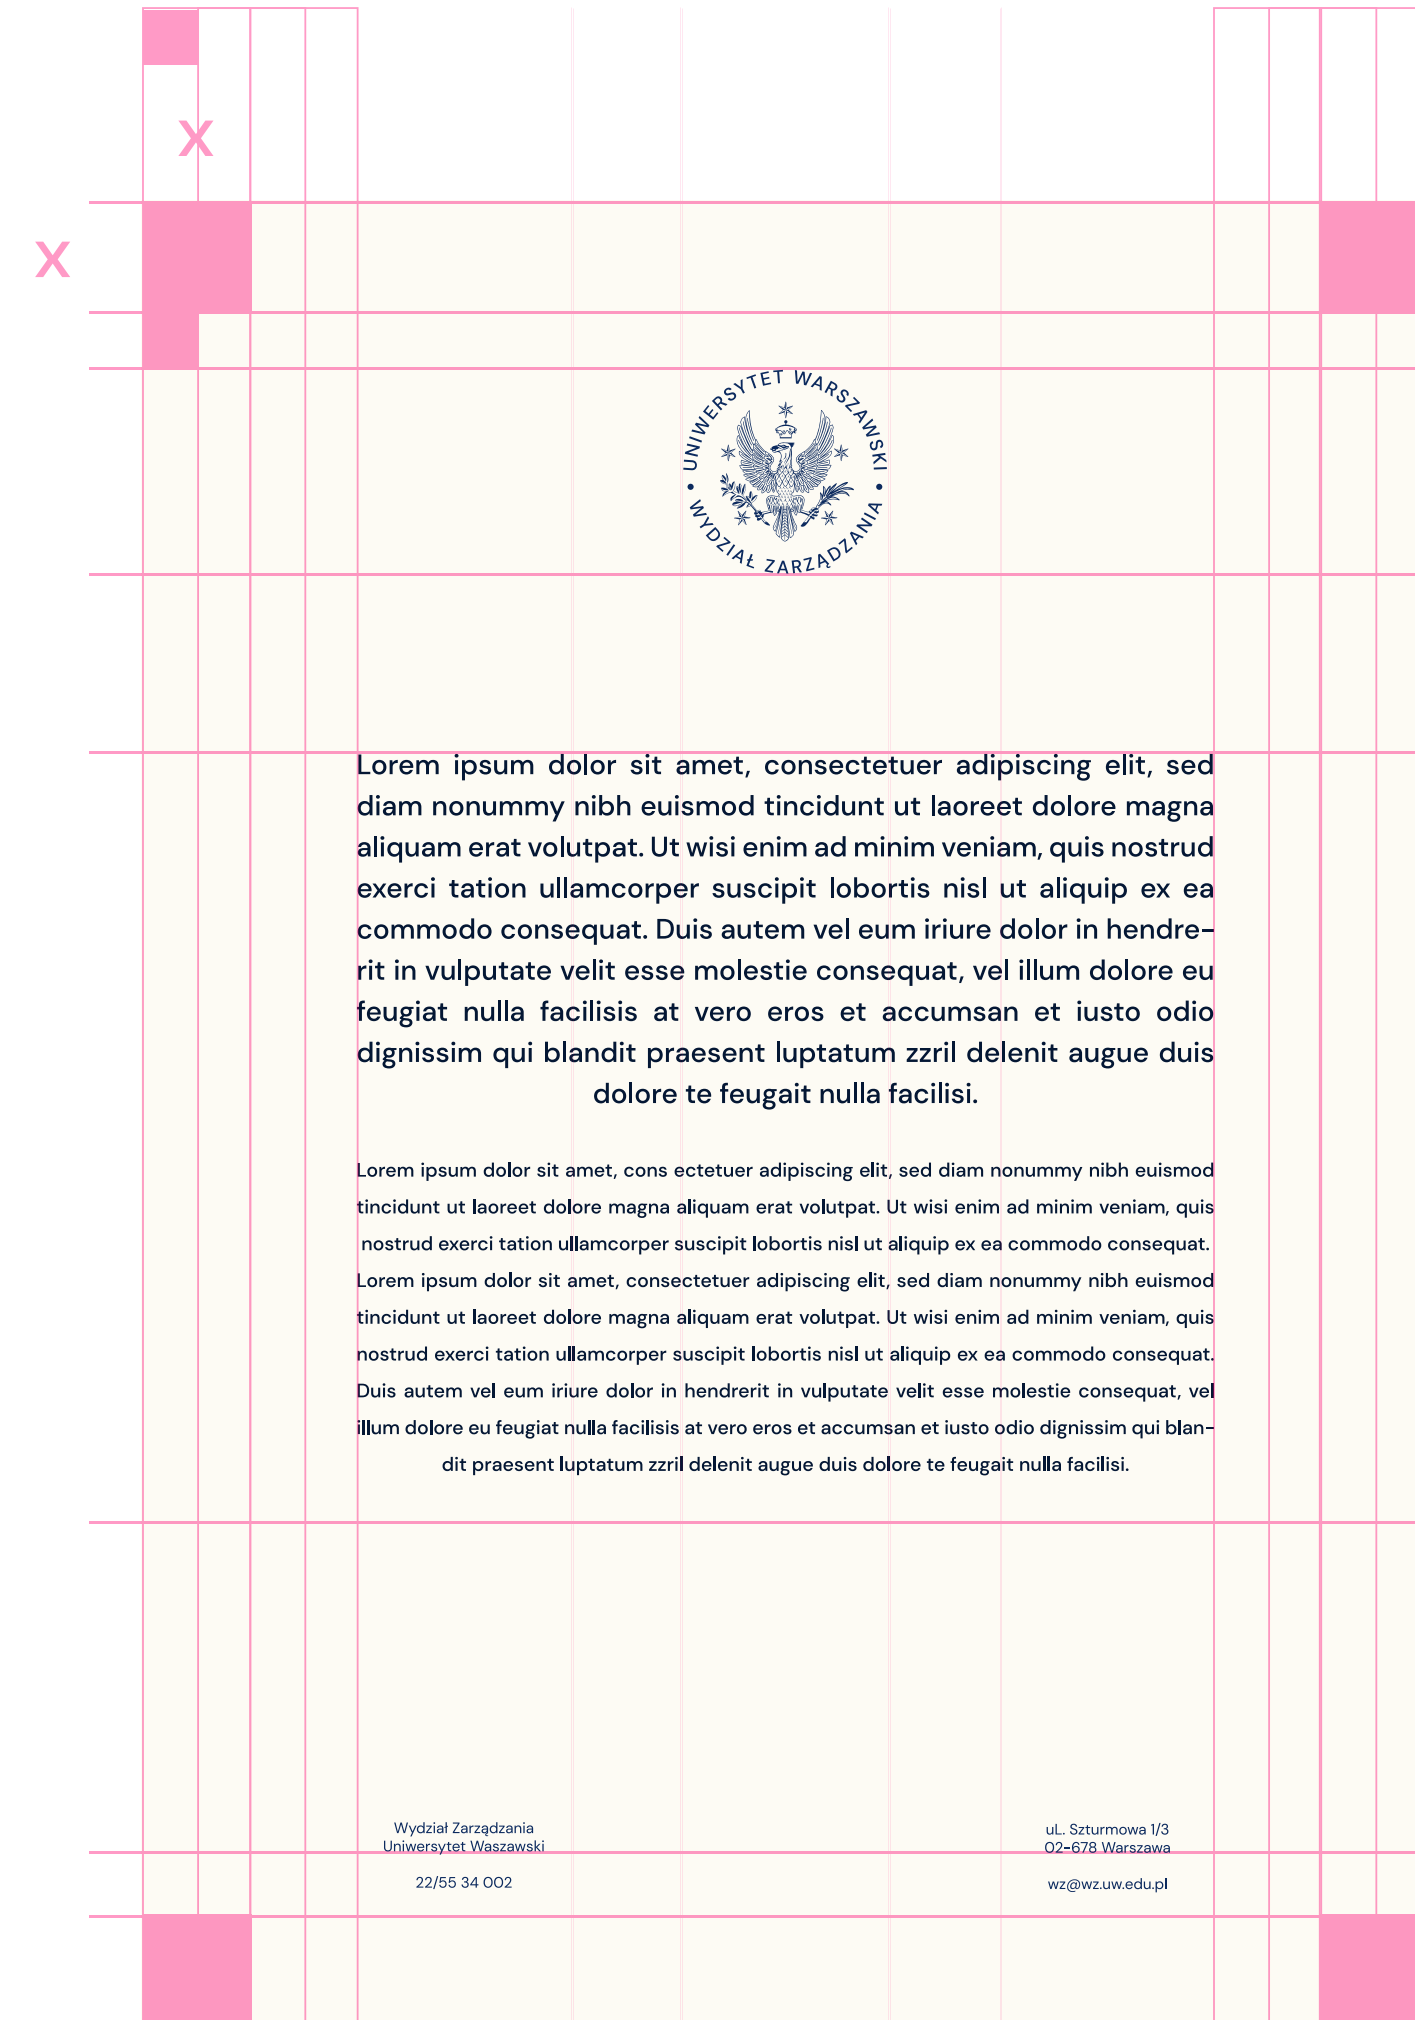 X
X
UNIWERSYTET WARSZAWSKI
• WYDZIAŁ ZARZĄDZANIA •
Lorem ipsum dolor sit amet, consectetuer adipiscing elit, sed
diam nonummy nibh euismod tincidunt ut laoreet dolore magna
aliquam erat volutpat. Ut wisi enim ad minim veniam, quis nostrud
exerci tation ullamcorper suscipit lobortis nisl ut aliquip ex ea
commodo consequat. Duis autem vel eum iriure dolor in hendre-
rit in vulputate velit esse molestie consequat, vel illum dolore eu
feugiat nulla facilisis at vero eros et accumsan et iusto odio
dignissim qui blandit praesent luptatum zzril delenit augue duis
dolore te feugait nulla facilisi.
Lorem ipsum dolor sit amet, cons ectetuer adipiscing elit, sed diam nonummy nibh euismod
tincidunt ut laoreet dolore magna aliquam erat volutpat. Ut wisi enim ad minim veniam, quis
nostrud exerci tation ullamcorper suscipit lobortis nisl ut aliquip ex ea commodo consequat.
Lorem ipsum dolor sit amet, consectetuer adipiscing elit, sed diam nonummy nibh euismod
tincidunt ut laoreet dolore magna aliquam erat volutpat. Ut wisi enim ad minim veniam, quis
nostrud exerci tation ullamcorper suscipit lobortis nisl ut aliquip ex ea commodo consequat.
Duis autem vel eum iriure dolor in hendrerit in vulputate velit esse molestie consequat, vel
illum dolore eu feugiat nulla facilisis at vero eros et accumsan et iusto odio dignissim qui blan-
dit praesent luptatum zzril delenit augue duis dolore te feugait nulla facilisi.
Wydział Zarządzania
Uniwersytet Waszawski
22/55 34 002
uL. Szturmowa 1/3
02-678 Warszawa
wz@wz.uw.edu.pl